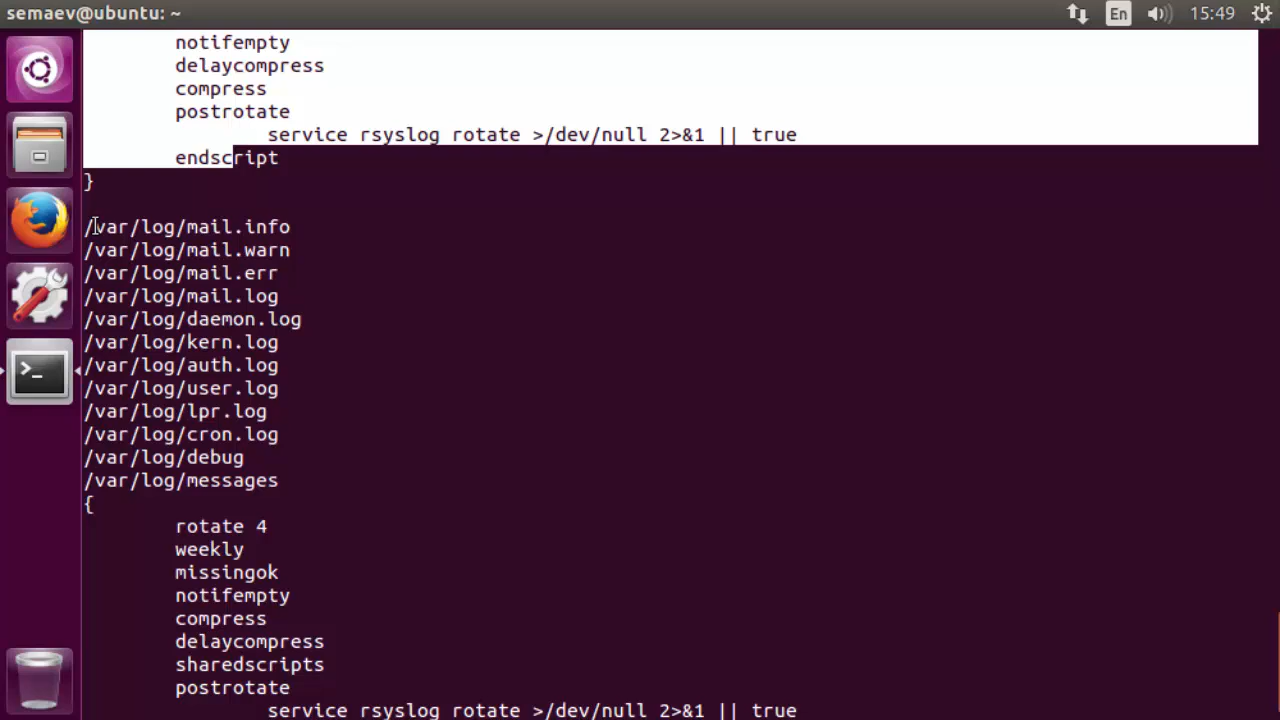 semaev@ubuntu: ~
En
15:49
notifempty
delaycompress
compress
postrotate
service rsyslog rotate >/dev/null 2>&1 || true
endscript
}
/var/log/mail.info
/var/log/mail.warn
/var/log/mail.err
/var/log/mail.log
/var/log/daemon.log
/var/log/kern.log
/var/log/auth.log
/var/log/user.log
/var/log/lpr.log
/var/log/cron.log
/var/log/debug
/var/log/messages
{
rotate 4
weekly
missingok
notifempty
compress
delaycompress
sharedscripts
postrotate
service rsyslog rotate >/dev/null 2>&1 || true